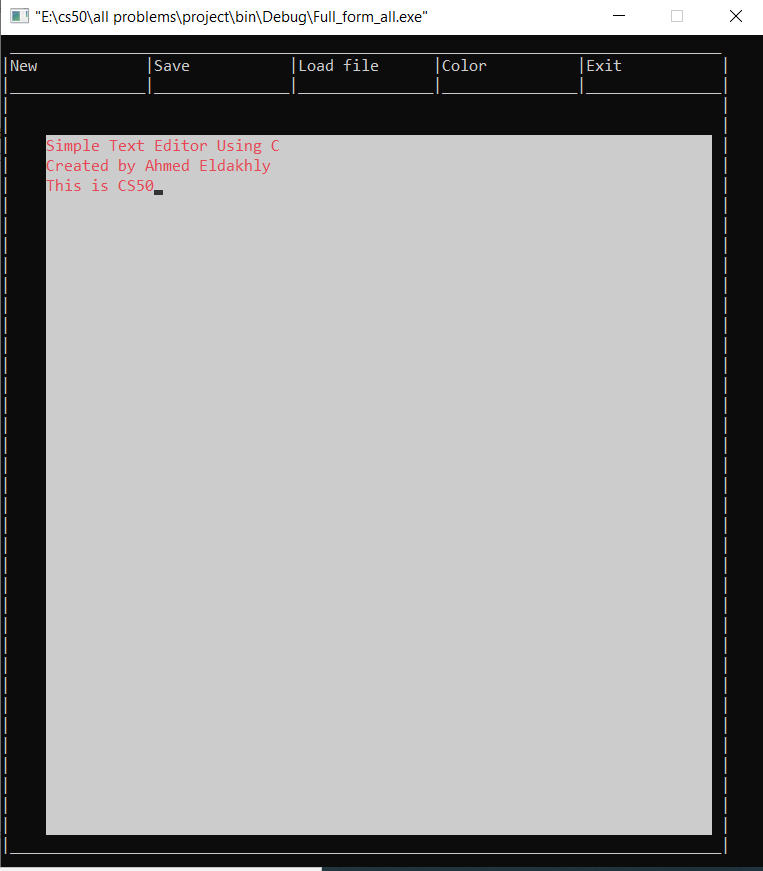 "E:\cs50\all problems\project\bin\Debug\Full_form_all.exe"
New Save Load file Color Exit
Simple Text Editor Using C
Created by Ahmed Eldakhly
This is CS50